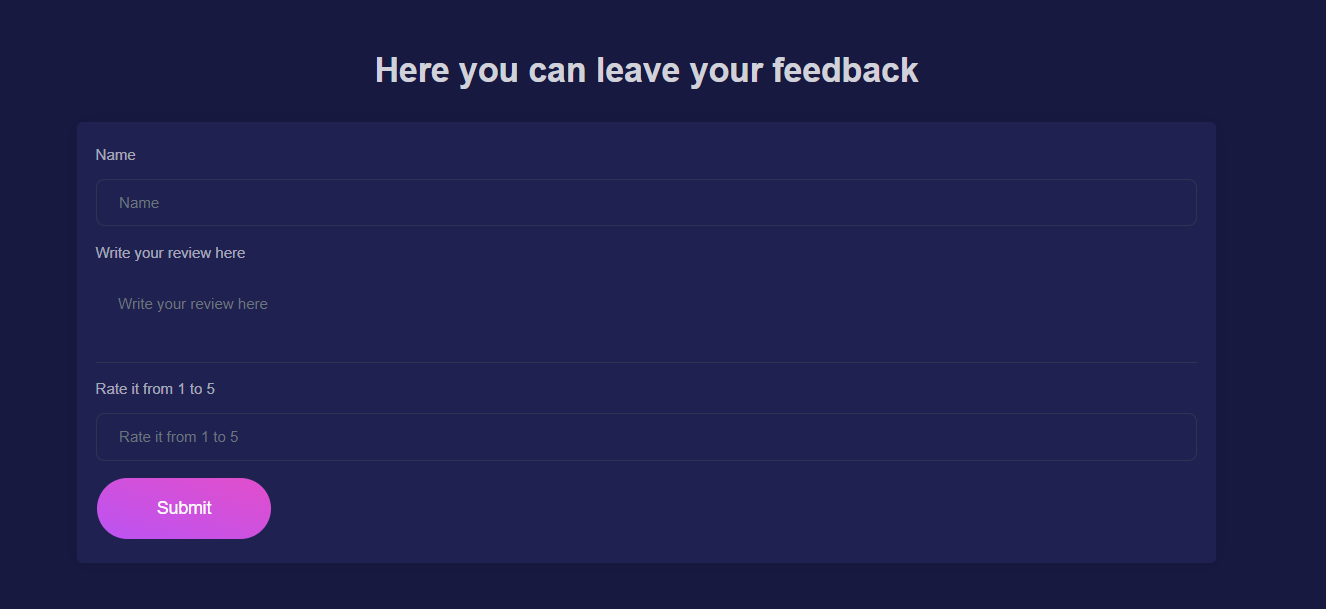 Here you can leave your feedback
Name
Name
Write your review here
Write your review here
Rate it from 1 to 5
Rate it from 1 to 5
Submit